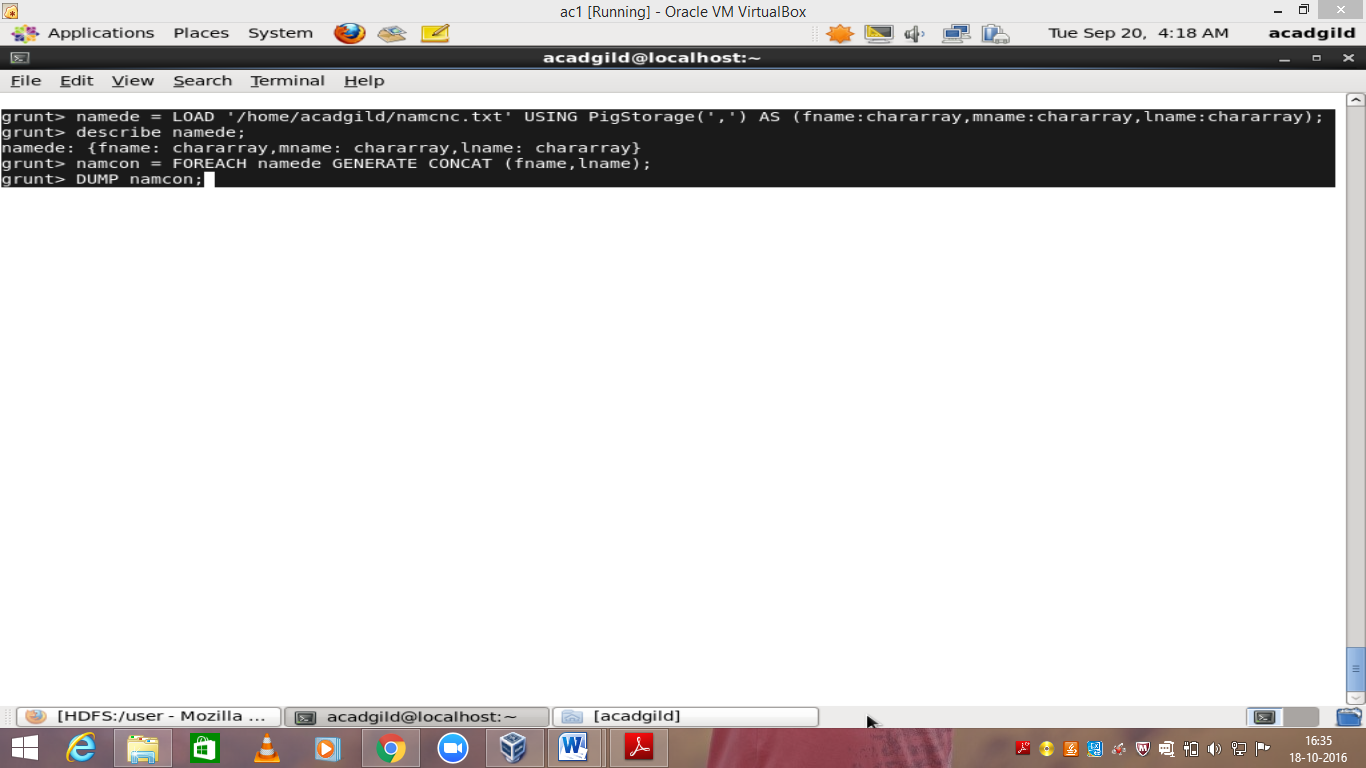 ac1 [Running] - Oracle VM VirtualBox
Applications Places System Tue Sep 20, 4:18 AM acadgild
acadgild@localhost:~
File Edit View Search Terminal Help
grunt> namede = LOAD '/home/acadgild/namcnc.txt' USING PigStorage(',') AS (fname:chararray,mname:chararray,lname:chararray);
grunt> describe namede;
namede: {fname: chararray,mname: chararray,lname: chararray}
grunt> namcon = FOREACH namede GENERATE CONCAT (fname,lname);
grunt> DUMP namcon;
[HDFS:/user - Mozilla ... acadgild@localhost:~ [acadgild]
16:35
18-10-2016